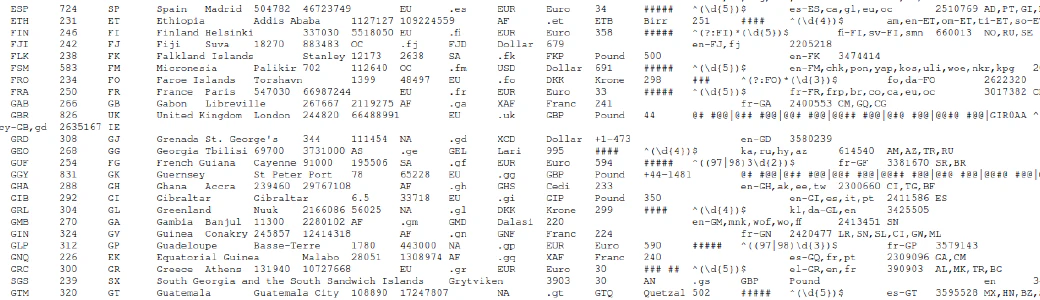 ESP 724 SP Spain Madrid 504782 46723749 EU .es EUR Euro 34 ##### ^(\d{5})$ es-ES,ca,gl,eu,oc 2510769 AD,PT,GI,
ETH 231 ET Ethiopia Addis Ababa 1127127 109224559 AF .et ETB Birr 251 #### ^(\d{4})$ am,en-ET,om-ET,ti-ET,so-E
FIN 246 FI Finland Helsinki 337030 5518050 EU .fi EUR Euro 358 ##### ^(?:FI)*(\d{5})$ fi-FI,sv-FI,smn 660013 NO,RU,SE
FJI 242 FJ Fiji Suva 18270 883483 OC .fj FJD Dollar 679 en-FJ,fj 2205218
FLK 238 FK Falkland Islands Stanley 12173 2638 SA .fk FKP Pound 500 en-FK 3474414
FSM 583 FM Micronesia Palikir 702 112640 OC .fm USD Dollar 691 ##### ^(\d{5})$ en-FM,chk,pon,yap,kos,uli,woe,nkr,kpg
FRO 234 FO Faroe Islands Torshavn 1399 48497 EU .fo DKK Krone 298 ### ^(?:FO)*(\d{3})$ fo,da-FO 2622320
FRA 250 FR France Paris 547030 66987244 EU .fr EUR Euro 33 ##### ^(\d{5})$ fr-FR,frp,br,co,ca,eu,oc 3017382
GAB 266 GB Gabon Libreville 267667 2119275 AF .ga XAF Franc 241 fr-GA 2400553 CM,GQ,CG
GBR 826 UK United Kingdom London 244820 66488991 EU .uk GBP Pound 44 @# #@@|@## #@@|@@# #@@|@@## #@@|@#@ #@@|@@#@ #@@|GIR0AA
cy-GB,gd 2635167 IE
GRD 308 GJ Grenada St. George's 344 111454 NA .gd XCD Dollar +1-473 en-GD 3580239
GEO 268 GG Georgia Tbilisi 69700 3731000 AS .ge GEL Lari 995 #### ^(\d{4})$ ka,ru,hy,az 614540 AM,AZ,TR,RU
GUF 254 FG French Guiana Cayenne 91000 195506 SA .gf EUR Euro 594 ##### ^((97|98)3\d{2})$ fr-GF 3381670 SR,BR
GGY 831 GK Guernsey St Peter Port 78 65228 EU .gg GBP Pound +44-1481 @# #@@|@## #@@|@@# #@@|@@## #@@|@#@ #@@|@@#@
GHA 288 GH Ghana Accra 239460 29767108 AF .gh GHS Cedi 233 en-GH,ak,ee,tw 2300660 CI,TG,BF
GIB 292 GI Gibraltar Gibraltar 6.5 33718 EU .gi GIP Pound 350 en-GI,es,it,pt 2411586 ES
GRL 304 GL Greenland Nuuk 2166086 56025 NA .gl DKK Krone 299 #### ^(\d{4})$ kl,da-GL,en 3425505
GMB 270 GA Gambia Banjul 11300 2280102 AF .gm GMD Dalasi 220 en-GM,mnk,wof,wo,ff 2413451 SN
GIN 324 GV Guinea Conakry 245857 12414318 AF .gn GNF Franc 224 fr-GN 2420477 LR,SN,SL,CI,GW,ML
GLP 312 GP Guadeloupe Basse-Terre 1780 443000 NA .gp EUR Euro 590 ##### ^((97|98)\d{3})$ fr-GP 3579143
GNQ 226 EK Equatorial Guinea Malabo 28051 1308974 AF .gq XAF Franc 240 es-GQ,fr,pt 2309096 GA,CM
GRC 300 GR Greece Athens 131940 10727668 EU .gr EUR Euro 30 ### ## ^(\d{5})$ el-GR,en,fr 390903 AL,MK,TR,BG
SGS 239 SX South Georgia and the South Sandwich Islands Grytviken 3903 30 AN .gs GBP Pound en
GTM 320 GT Guatemala Guatemala City 108890 17247807 NA .gt GTQ Quetzal 502 ##### ^(\d{5})$ es-GT 3595528 MX,HN,BZ,